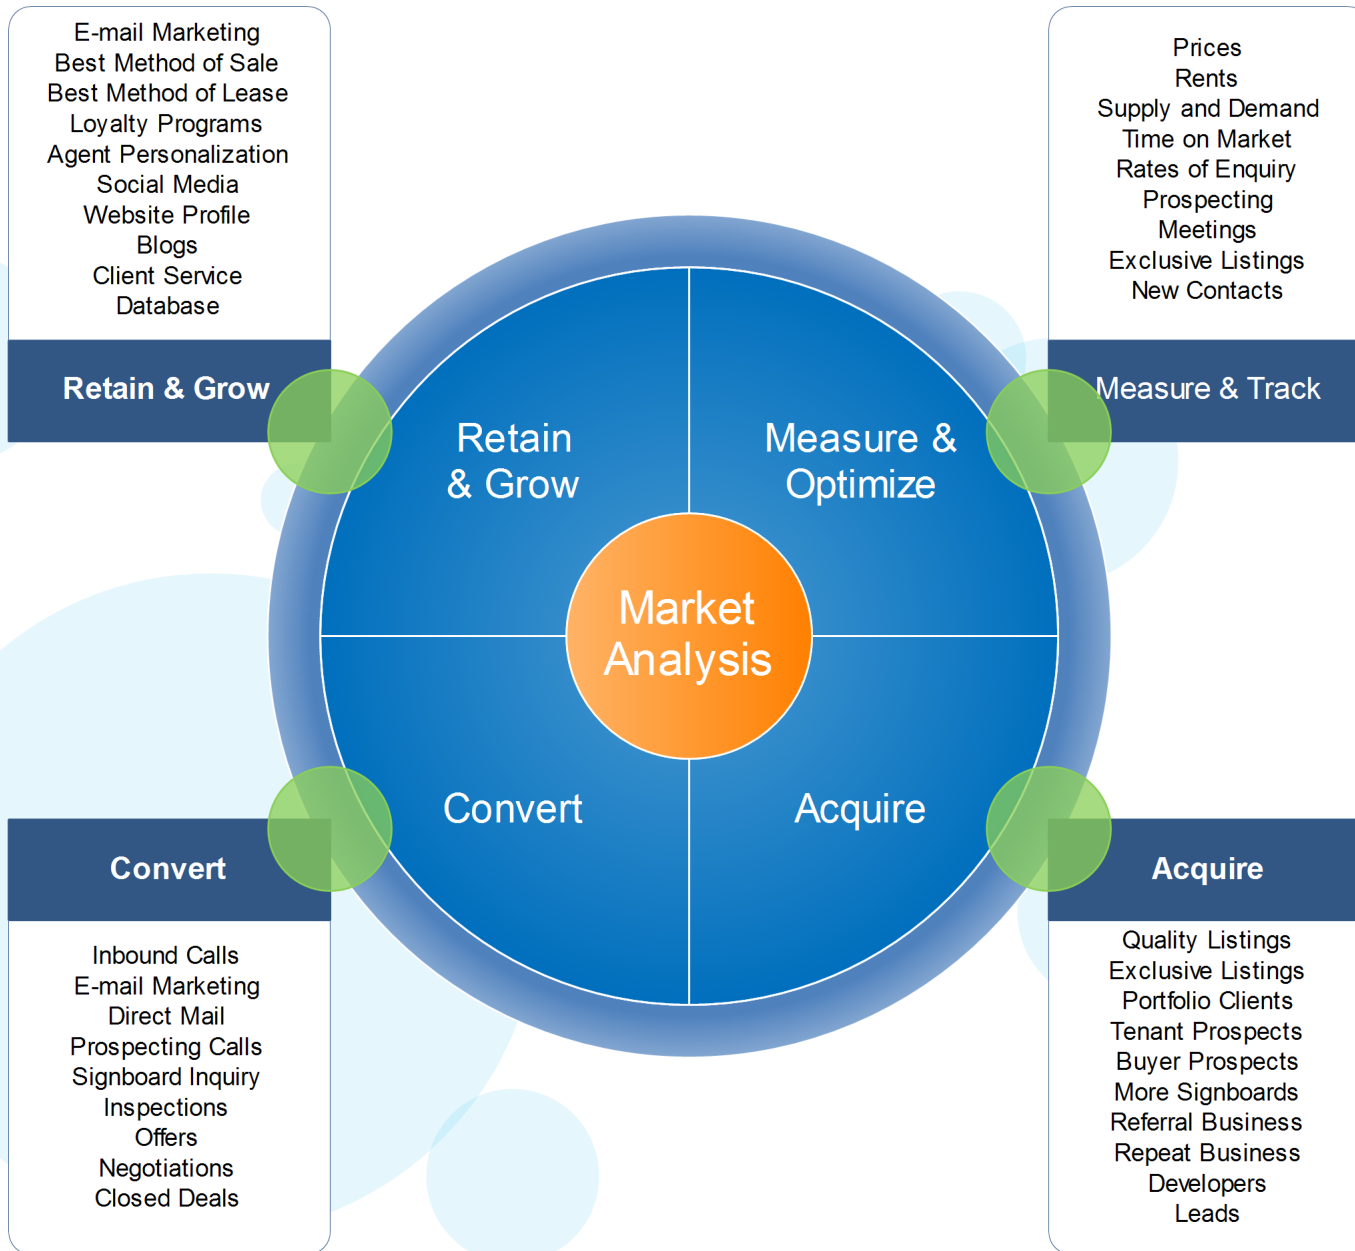 E-mail Marketing
Best Method of Sale
Best Method of Lease
Loyalty Programs
Agent Personalization
Social Media
Website Profile
Blogs
Client Service
Database
Retain & Grow
Prices
Rents
Supply and Demand
Time on Market
Rates of Enquiry
Prospecting
Meetings
Exclusive Listings
New Contacts
Measure & Track
Retain
& Grow
Measure &
Optimize
Market
Analysis
Convert
Acquire
Convert
Inbound Calls
E-mail Marketing
Direct Mail
Prospecting Calls
Signboard Inquiry
Inspections
Offers
Negotiations
Closed Deals
Acquire
Quality Listings
Exclusive Listings
Portfolio Clients
Tenant Prospects
Buyer Prospects
More Signboards
Referral Business
Repeat Business
Developers
Leads